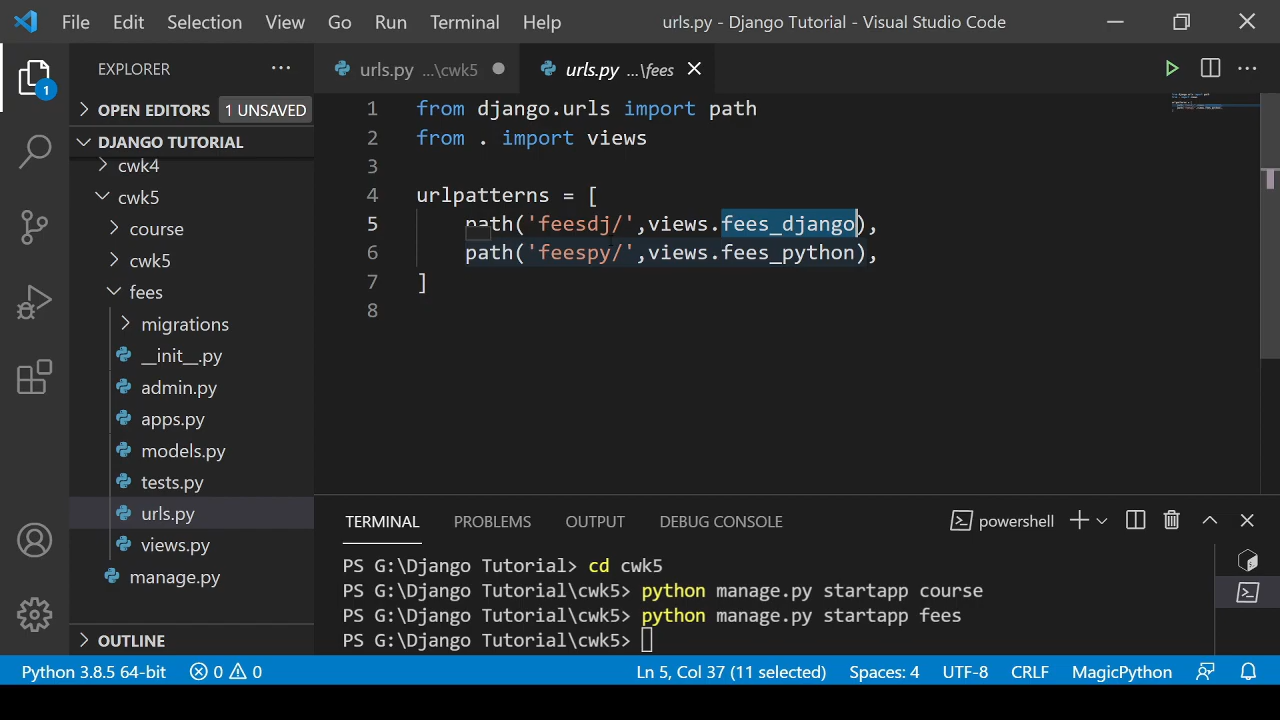 File Edit Selection View Go Run Terminal Help urls.py - Django Tutorial - Visual Studio Code
EXPLORER
urls.py ...\cwk5
urls.py ...\fees
1
OPEN EDITORS 1 UNSAVED
DJANGO TUTORIAL
cwk4
cwk5
course
cwk5
fees
migrations
__init__.py
admin.py
apps.py
models.py
tests.py
urls.py
views.py
manage.py
OUTLINE
1 from django.urls import path
2 from . import views
3
4 urlpatterns = [
5 path('feesdj/',views.fees_django),
6 path('feespy/',views.fees_python),
7 ]
8
TERMINAL PROBLEMS OUTPUT DEBUG CONSOLE powershell
PS G:\Django Tutorial> cd cwk5
PS G:\Django Tutorial\cwk5> python manage.py startapp course
PS G:\Django Tutorial\cwk5> python manage.py startapp fees
PS G:\Django Tutorial\cwk5>
Python 3.8.5 64-bit 0 0 Ln 5, Col 37 (11 selected) Spaces: 4 UTF-8 CRLF MagicPython